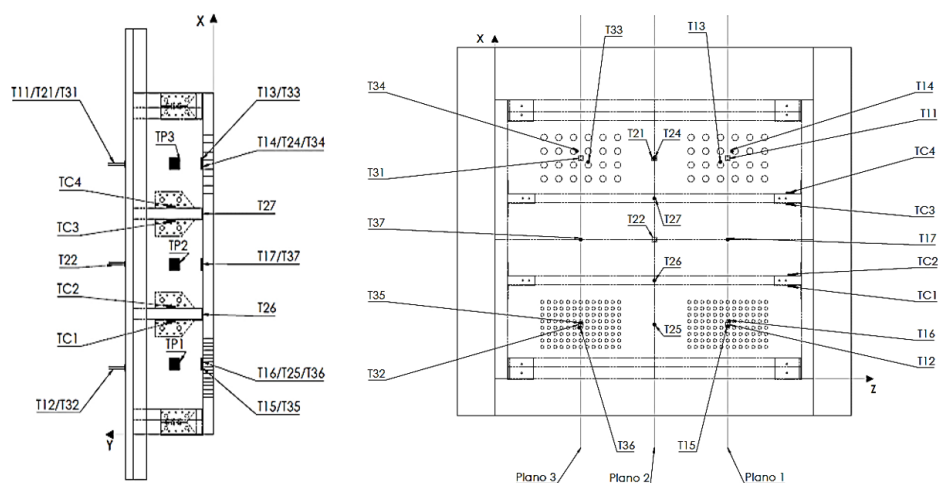 X
T11/T21/T31
T13/T33
TP3
T14/T24/T34
TC4
T27
TC3
TP2
T22
T17/T37
TC2
T26
TC1
TP1
T16/T25/T36
T12/T32
T15/T35
Y
X
T33
T13
T34
T14
T21
T24
T11
T31
TC4
T27
TC3
T37
T22
T17
TC2
T26
TC1
T35
T16
T25
T32
T12
Z
T36
T15
Plano 3
Plano 2
Plano 1